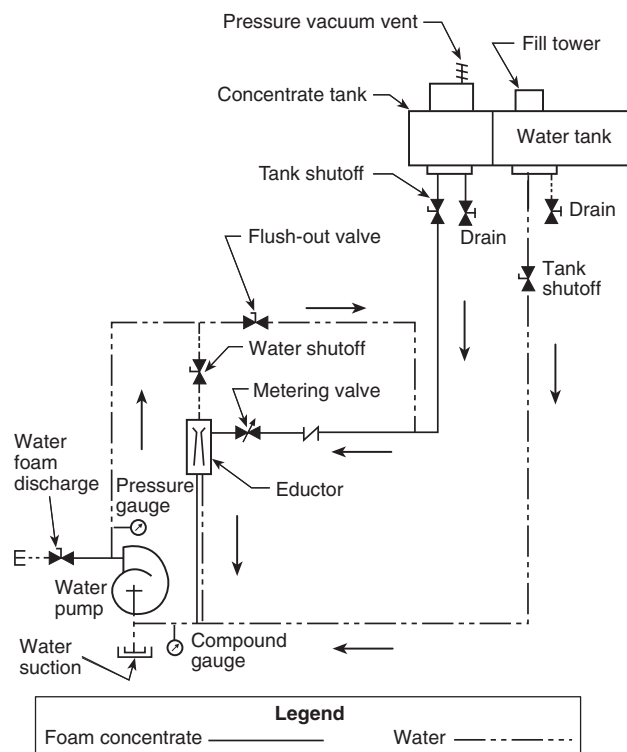 Pressure vacuum vent
Fill tower
Concentrate tank
Water tank
Tank shutoff
Drain
Drain
Flush-out valve
Tank
shutoff
Water shutoff
Metering valve
Water
foam
discharge
Pressure
gauge
Eductor
Water
pump
Water
suction
Compound
gauge
Legend
Foam concentrate
Water